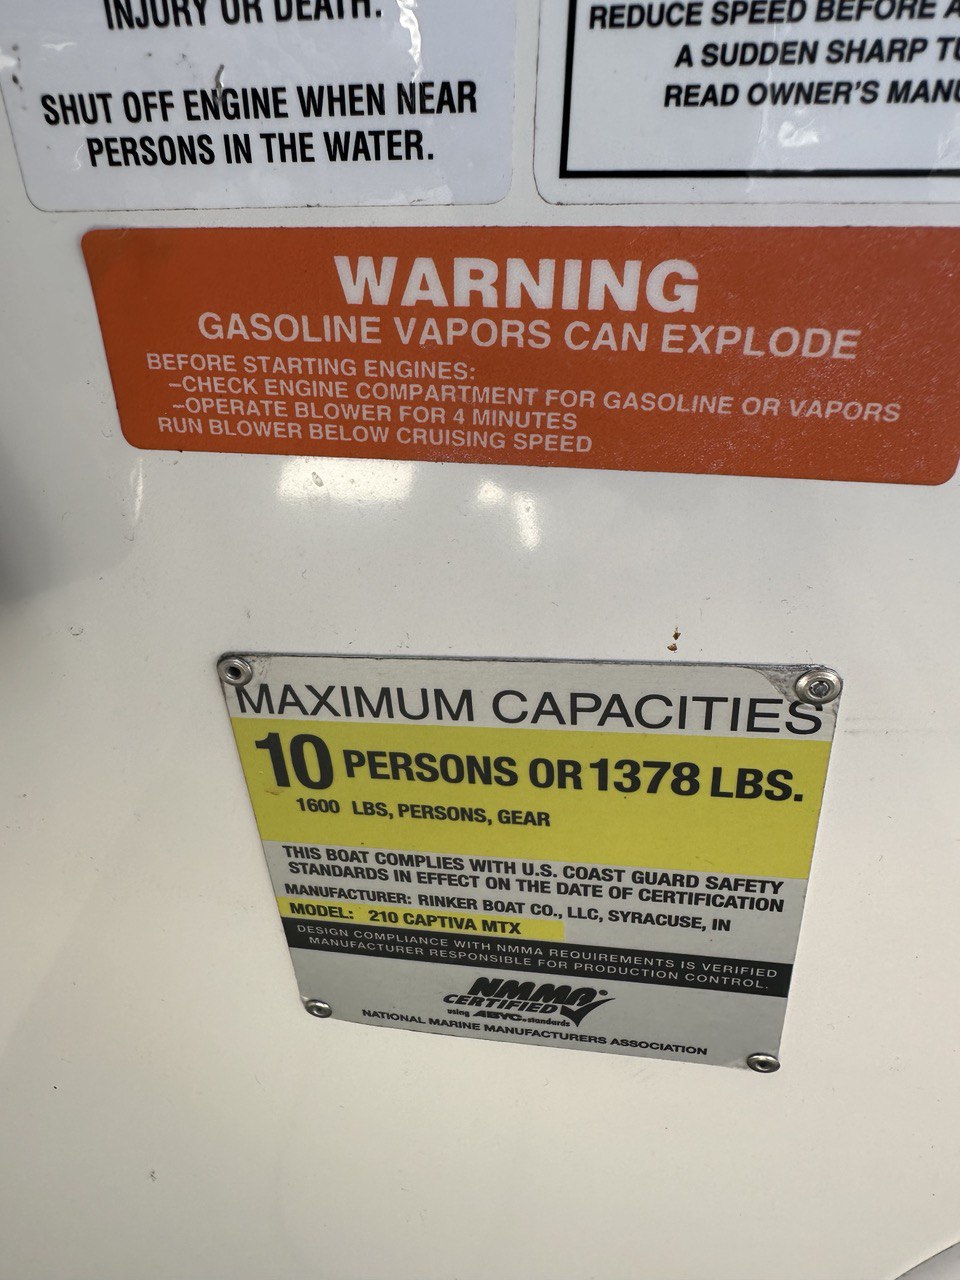 INJURY OR DEATH.
SHUT OFF ENGINE WHEN NEAR
PERSONS IN THE WATER.
REDUCE SPEED BEFORE
A SUDDEN SHARP
READ OWNER'S
WARNING
GASOLINE VAPORS CAN EXPLODE
BEFORE STARTING ENGINES:
–CHECK ENGINE COMPARTMENT FOR GASOLINE OR VAPORS
–OPERATE BLOWER FOR 4 MINUTES
RUN BLOWER BELOW CRUISING SPEED
MAXIMUM CAPACITIES
10 PERSONS OR 1378 LBS.
1600 LBS, PERSONS, GEAR
THIS BOAT COMPLIES WITH U.S. COAST GUARD SAFETY
STANDARDS IN EFFECT ON THE DATE OF CERTIFICATION
MANUFACTURER: RINKER BOAT CO., LLC, SYRACUSE, IN
MODEL: 210 CAPTIVA MTX
DESIGN COMPLIANCE WITH NMMA REQUIREMENTS IS VERIFIED
MANUFACTURER RESPONSIBLE FOR PRODUCTION CONTROL.
NMMA®
CERTIFIED
using ABYC® standards
NATIONAL MARINE MANUFACTURERS ASSOCIATION